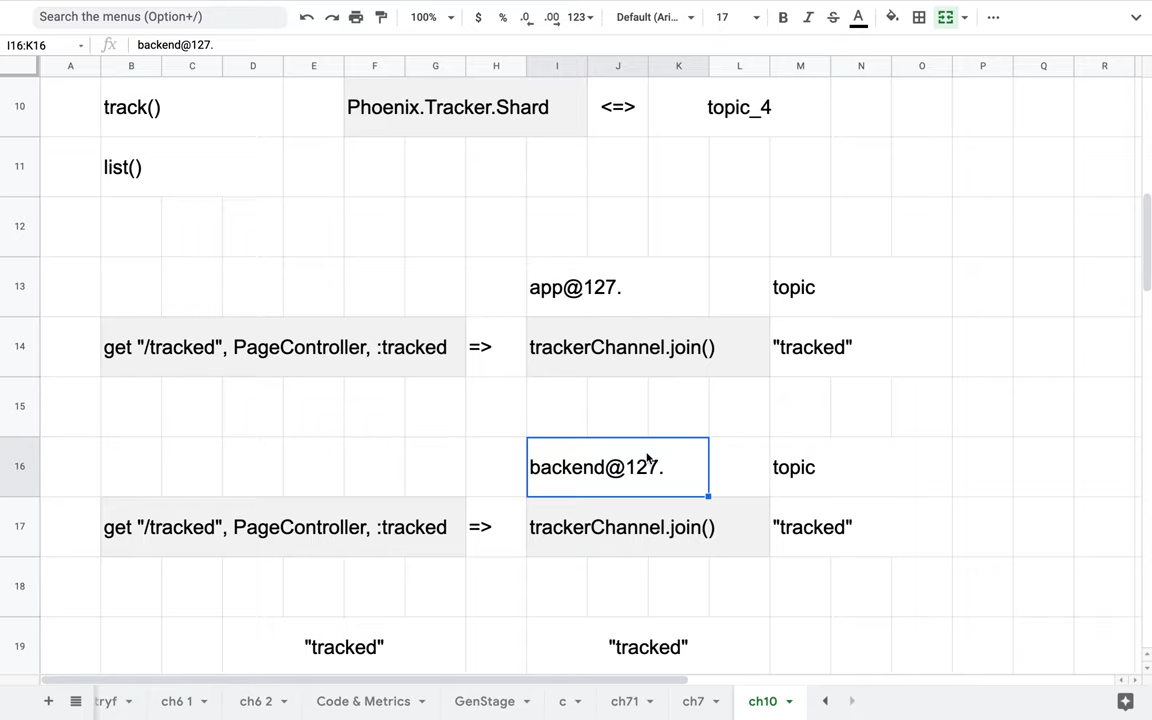 Search the menus (Option+/)
100% $ % .0 .00 123 Default (Ari... 17 B I S A
I16:K16 fx backend@127.
A B C D E F G H I J K L M N O P Q R
10 track() Phoenix.Tracker.Shard <=> topic_4
11 list()
12
13 app@127. topic
14 get "/tracked", PageController, :tracked => trackerChannel.join() "tracked"
15
16 backend@127. topic
17 get "/tracked", PageController, :tracked => trackerChannel.join() "tracked"
18
19 "tracked" "tracked"
tryf ch6 1 ch6 2 Code & Metrics GenStage c ch71 ch7 ch10